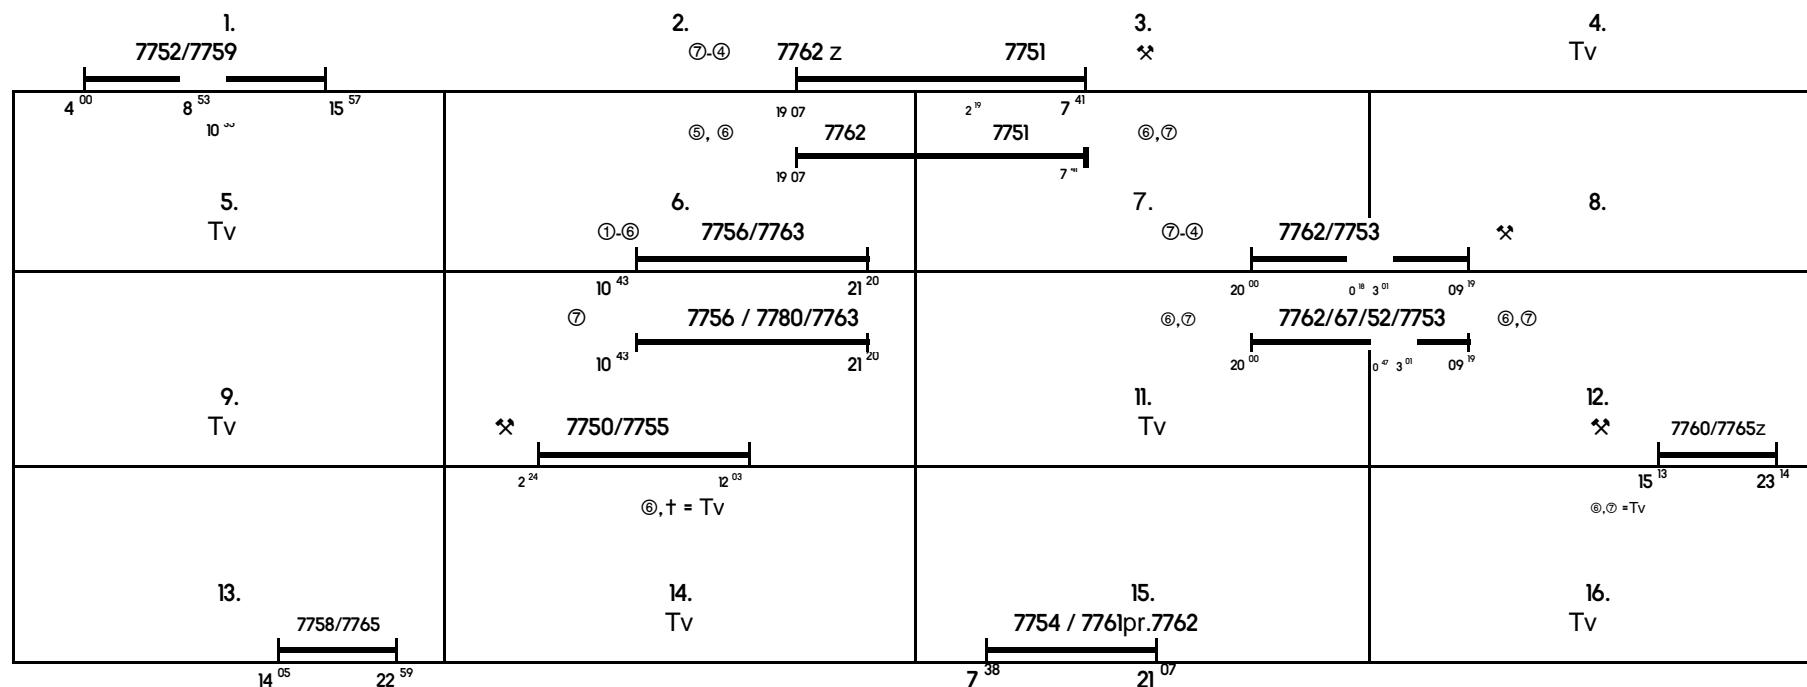 1. 2. 3. 4.
7752/7759 ⑦-④ 7762 z 7751 ⚒ Tv
4 00 8 53 15 57 19 07 2 19 7 41
10
⑤, ⑥ 7762 7751 ⑥,⑦
19 07 7
5. 6. 7. 8.
Tv ①-⑥ 7756/7763 ⑦-④ 7762/7753 ⚒
10 43 21 20 20 00 0 18 3 01 09 19
⑦ 7756 / 7780/7763 ⑥,⑦ 7762/67/52/7753 ⑥,⑦
10 43 21 20 20 00 0 47 3 01 09 19
9. 11. 12.
Tv ⚒ 7750/7755 Tv ⚒ 7760/7765z
2 24 12 03 15 13 23 14
⑥,† = Tv ⑥,⑦ =Tv
13. 14. 15. 16.
7758/7765 Tv 7754 / 7761pr.7762 Tv
14 05 22 59 7 38 21 07